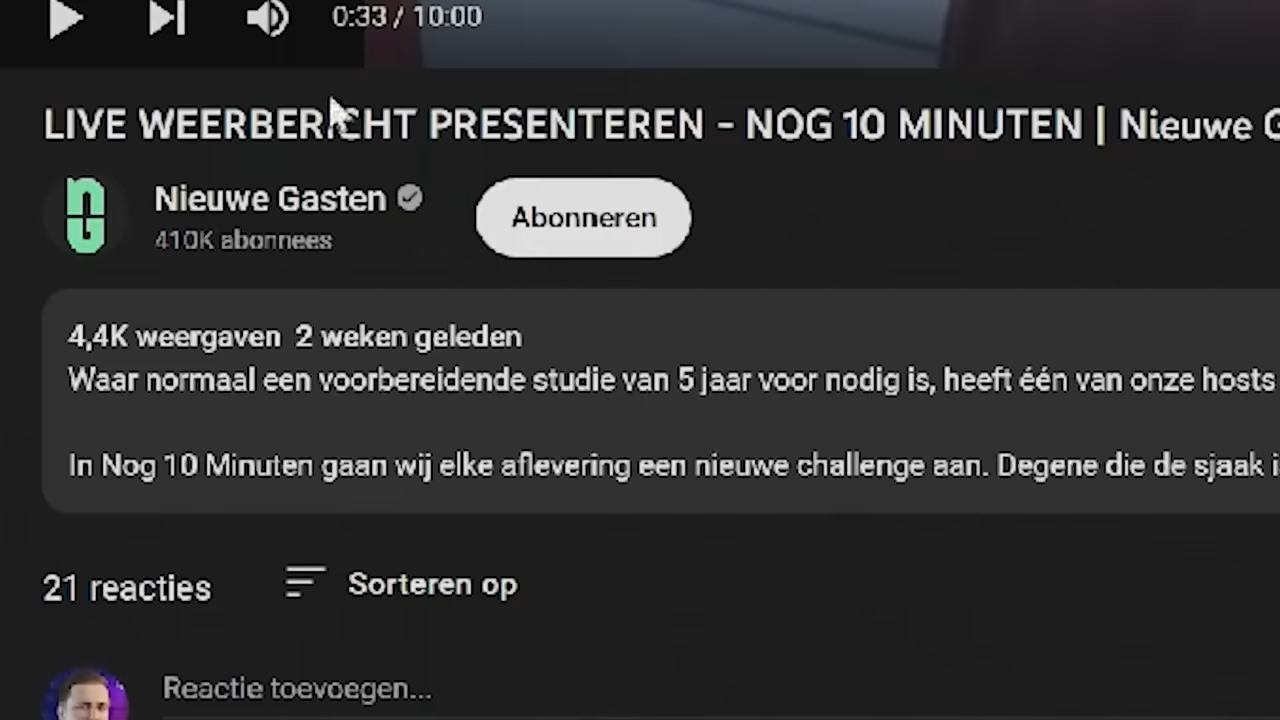 0:33 / 10:00
LIVE WEERBERICHT PRESENTEREN - NOG 10 MINUTEN | Nieuwe G
Nieuwe Gasten
410K abonnees
Abonneren
4,4K weergaven 2 weken geleden
Waar normaal een voorbereidende studie van 5 jaar voor nodig is, heeft één van onze hosts
In Nog 10 Minuten gaan wij elke aflevering een nieuwe challenge aan. Degene die de sjaak i
21 reacties
Sorteren op
Reactie toevoegen...